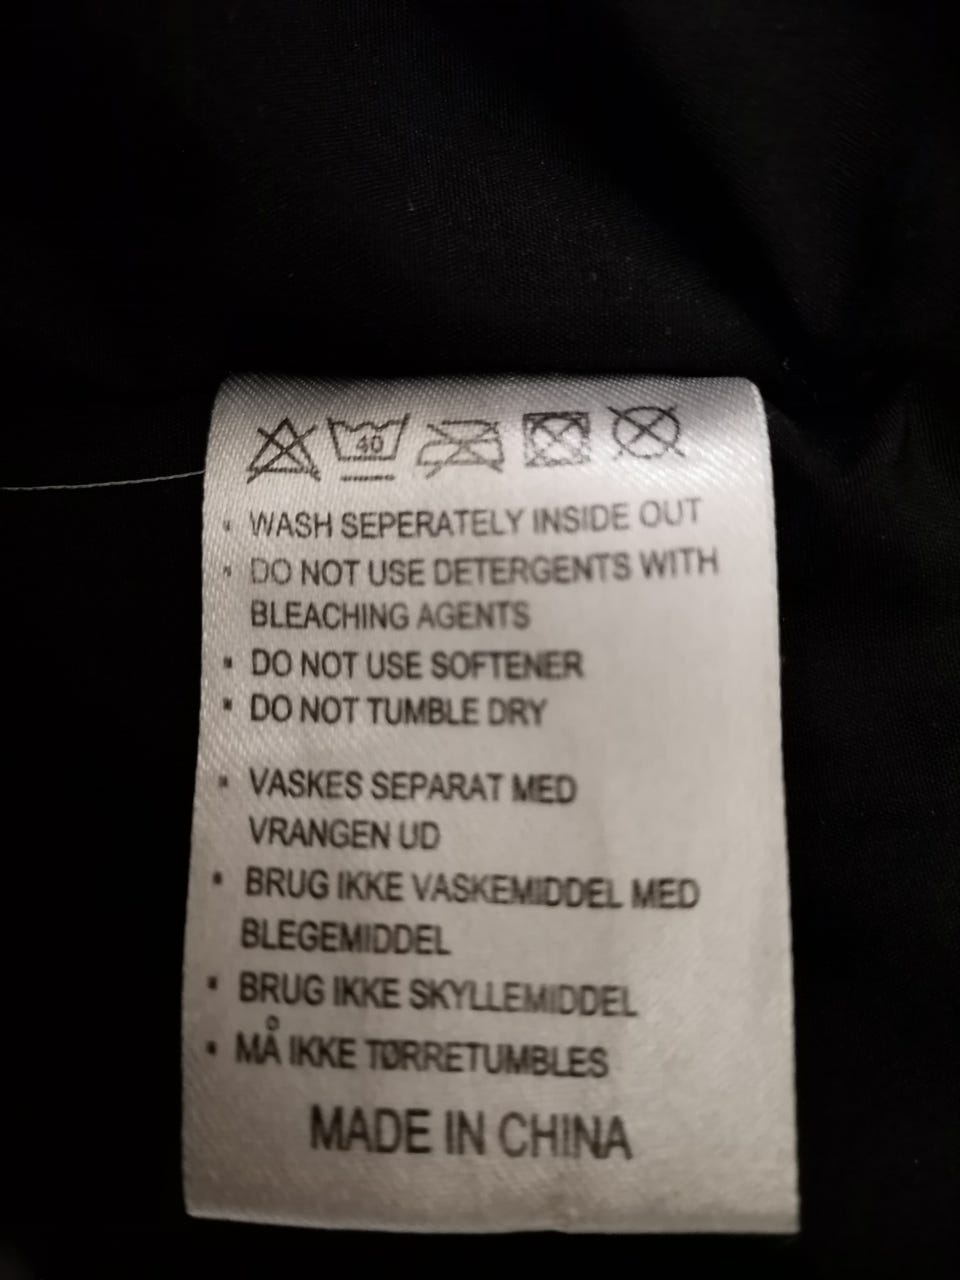 40
▪ WASH SEPERATELY INSIDE OUT
▪ DO NOT USE DETERGENTS WITH
BLEACHING AGENTS
▪ DO NOT USE SOFTENER
▪ DO NOT TUMBLE DRY
▪ VASKES SEPARAT MED
VRANGEN UD
▪ BRUG IKKE VASKEMIDDEL MED
BLEGEMIDDEL
▪ BRUG IKKE SKYLLEMIDDEL
▪ MÅ IKKE TØRRETUMBLES
MADE IN CHINA